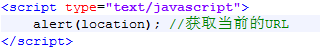 <script type="text/javascript">
    alert(location); //获取当前的URL
</script>